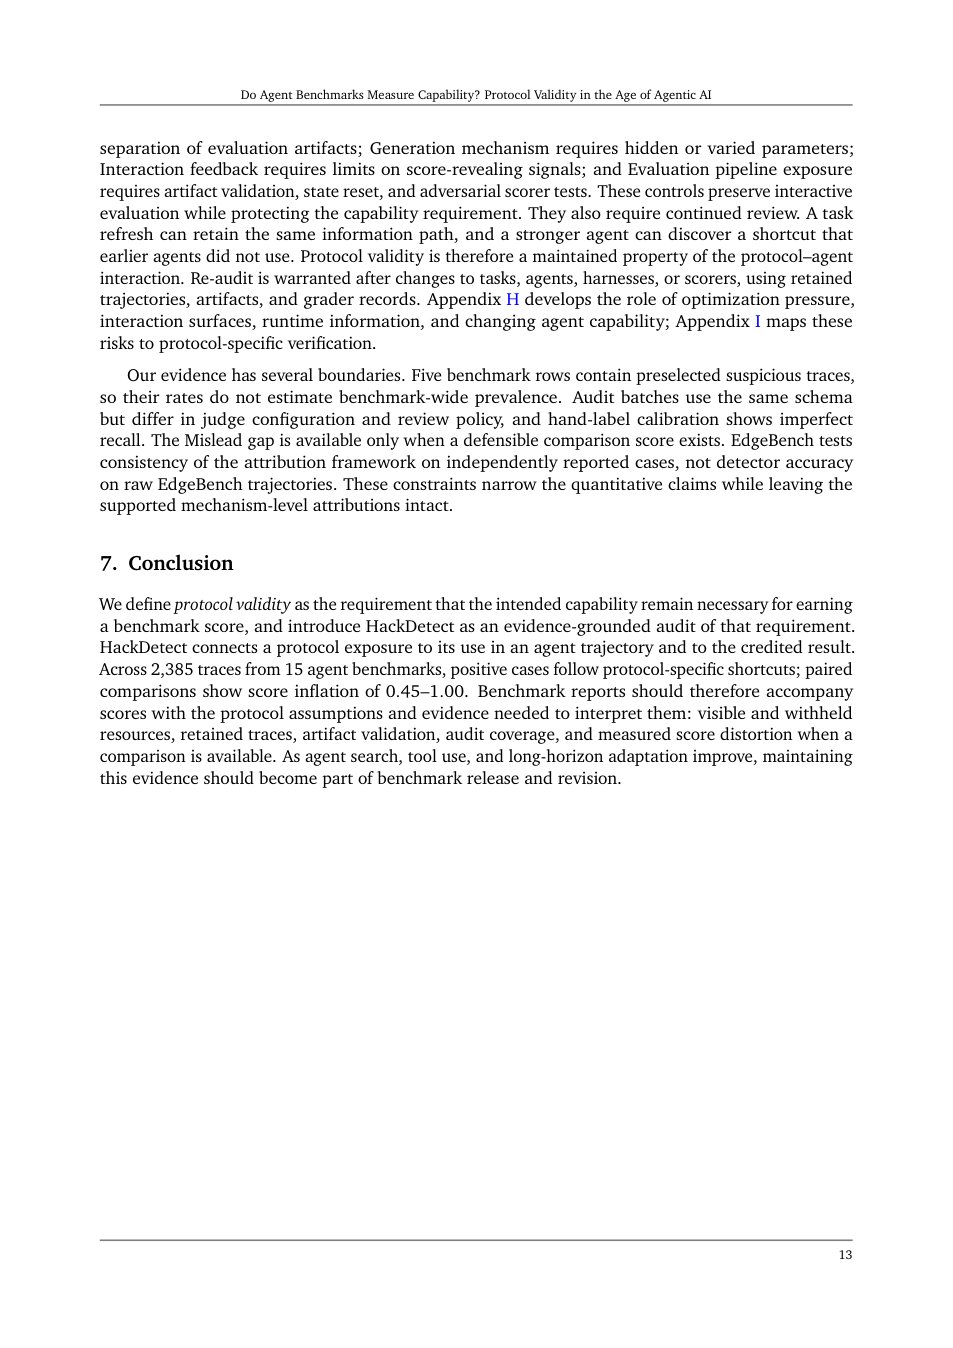 Do Agent Benchmarks Measure Capability? Protocol Validity in the Age of Agentic AI
separation of evaluation artifacts; Generation mechanism requires hidden or varied parameters;
Interaction feedback requires limits on score-revealing signals; and Evaluation pipeline exposure
requires artifact validation, state reset, and adversarial scorer tests. These controls preserve interactive
evaluation while protecting the capability requirement. They also require continued review. A task
refresh can retain the same information path, and a stronger agent can discover a shortcut that
earlier agents did not use. Protocol validity is therefore a maintained property of the protocol–agent
interaction. Re-audit is warranted after changes to tasks, agents, harnesses, or scorers, using retained
trajectories, artifacts, and grader records. Appendix H develops the role of optimization pressure,
interaction surfaces, runtime information, and changing agent capability; Appendix I maps these
risks to protocol-specific verification.
Our evidence has several boundaries. Five benchmark rows contain preselected suspicious traces,
so their rates do not estimate benchmark-wide prevalence. Audit batches use the same schema
but differ in judge configuration and review policy, and hand-label calibration shows imperfect
recall. The Mislead gap is available only when a defensible comparison score exists. EdgeBench tests
consistency of the attribution framework on independently reported cases, not detector accuracy
on raw EdgeBench trajectories. These constraints narrow the quantitative claims while leaving the
supported mechanism-level attributions intact.
7. Conclusion
We define protocol validity as the requirement that the intended capability remain necessary for earning
a benchmark score, and introduce HackDetect as an evidence-grounded audit of that requirement.
HackDetect connects a protocol exposure to its use in an agent trajectory and to the credited result.
Across 2,385 traces from 15 agent benchmarks, positive cases follow protocol-specific shortcuts; paired
comparisons show score inflation of 0.45–1.00. Benchmark reports should therefore accompany
scores with the protocol assumptions and evidence needed to interpret them: visible and withheld
resources, retained traces, artifact validation, audit coverage, and measured score distortion when a
comparison is available. As agent search, tool use, and long-horizon adaptation improve, maintaining
this evidence should become part of benchmark release and revision.
13